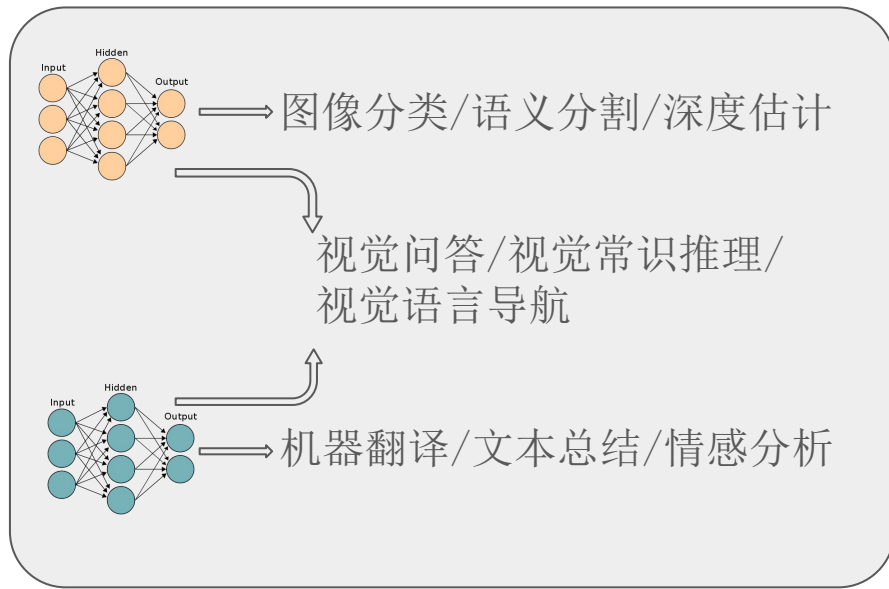 Hidden
Input
Output
图像分类/语义分割/深度估计
视觉问答/视觉常识推理/
视觉语言导航
Hidden
Input
Output
机器翻译/文本总结/情感分析